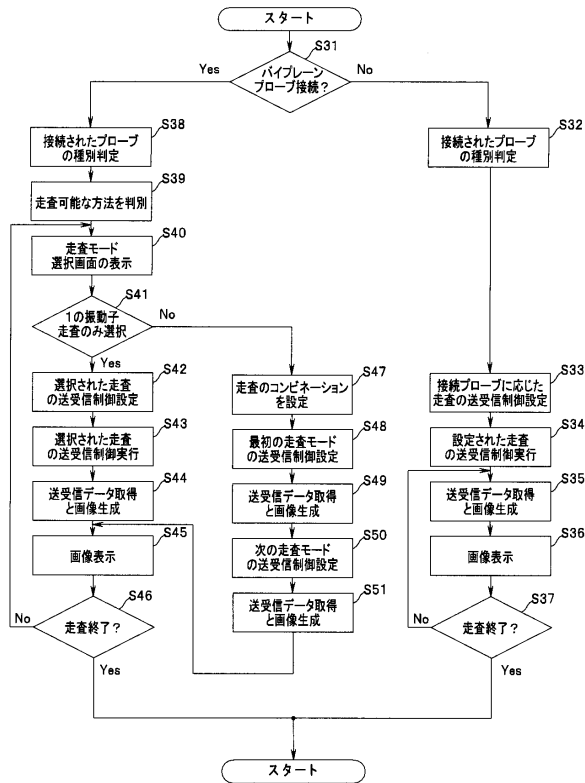 スタート
S31
バイプレーン
プローブ接続?
Yes
No
S38
接続されたプローブ
の種別判定
S39
走査可能な方法を判別
S40
走査モード
選択画面の表示
S41
1の振動子
走査のみ選択
No
Yes
S42
選択された走査
の送受信制御設定
S43
選択された走査
の送受信制御実行
S44
送受信データ取得
と画像生成
S45
画像表示
S46
走査終了?
No
Yes
S47
走査のコンビネーション
を設定
S48
最初の走査モード
の送受信制御設定
S49
送受信データ取得
と画像生成
S50
次の走査モード
の送受信制御設定
S51
送受信データ取得
と画像生成
S32
接続されたプローブ
の種別判定
S33
接続プローブに応じた
走査の送受信制御設定
S34
設定された走査
の送受信制御実行
S35
送受信データ取得
と画像生成
S36
画像表示
S37
走査終了?
No
Yes
スタート